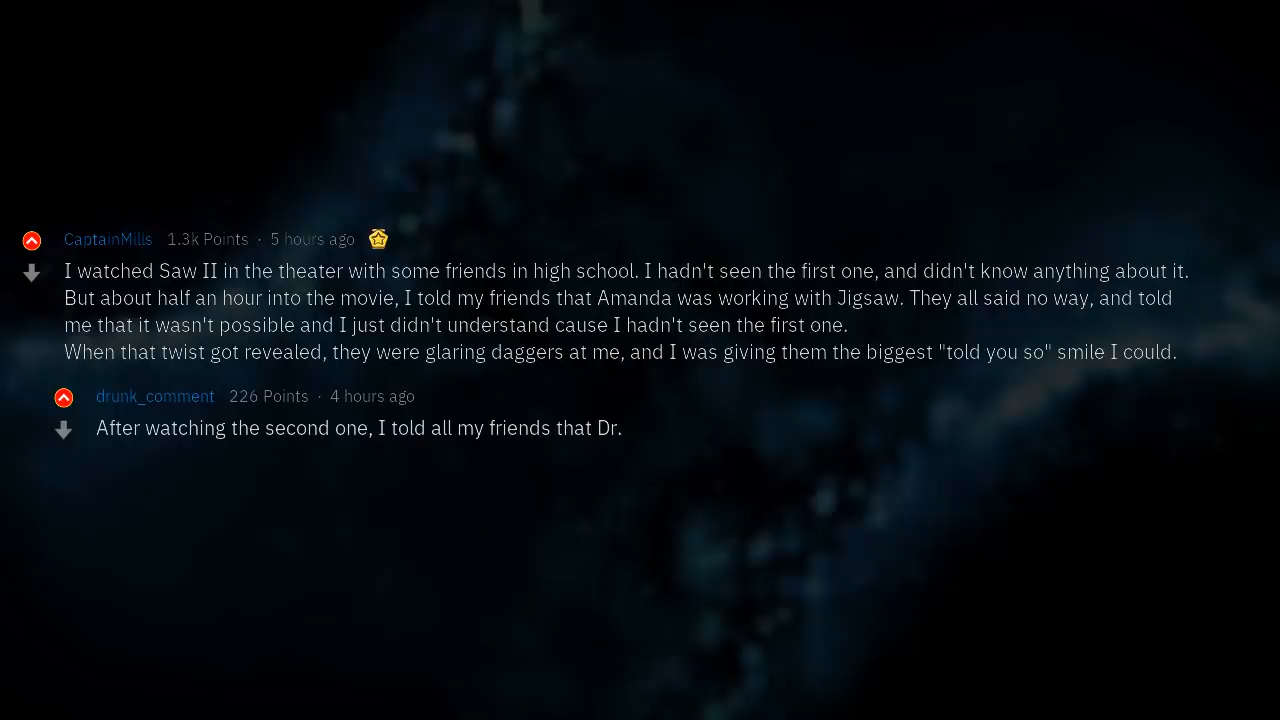 CaptainMills 1.3k Points · 5 hours ago
I watched Saw II in the theater with some friends in high school. I hadn't seen the first one, and didn't know anything about it.
But about half an hour into the movie, I told my friends that Amanda was working with Jigsaw. They all said no way, and told
me that it wasn't possible and I just didn't understand cause I hadn't seen the first one.
When that twist got revealed, they were glaring daggers at me, and I was giving them the biggest "told you so" smile I could.
drunk_comment 226 Points · 4 hours ago
After watching the second one, I told all my friends that Dr.